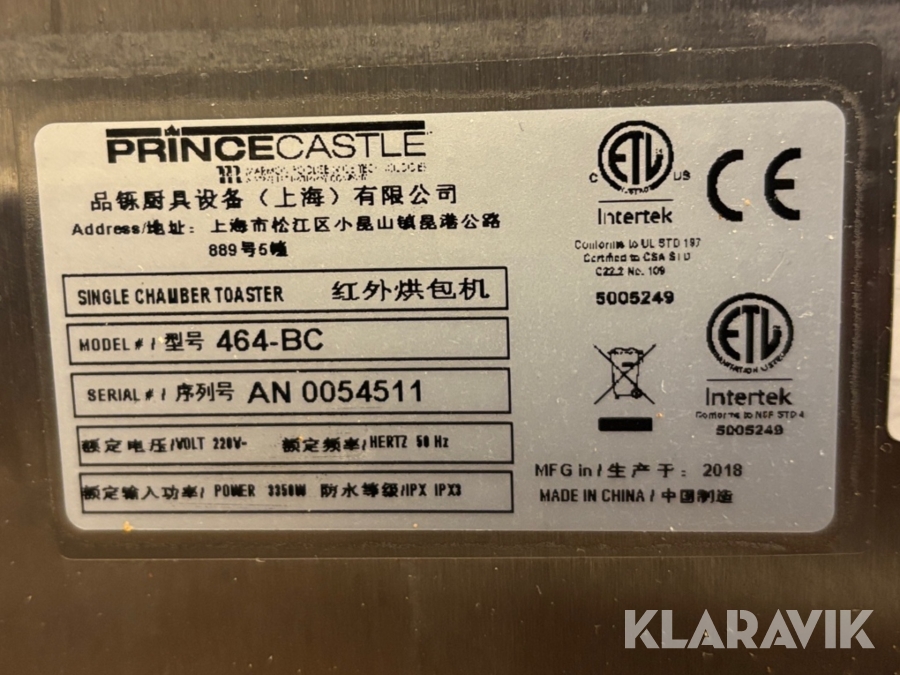 PRINCE CASTLE
品铄厨具设备（上海）有限公司
Address/地址： 上海市松江区小昆山镇昆港公路
889号5幢
SINGLE CHAMBER TOASTER 红外烘包机
MODEL # / 型号 464-BC
SERIAL # / 序列号 AN 0054511
额定电压/VOLT 220V~ 额定频率/HERTZ 50 Hz
额定输入功率/ POWER 3350W 防水等级/IPX IPX3
C ETL US
Intertek
Conforms to UL STD 197
Certified to CSA STD
C22.2 No. 109
5005249
CE
ETL
Intertek
Conforms to NSF STD 4
5005249
MFG in / 生产于： 2018
MADE IN CHINA / 中国制造
KLARAVIK